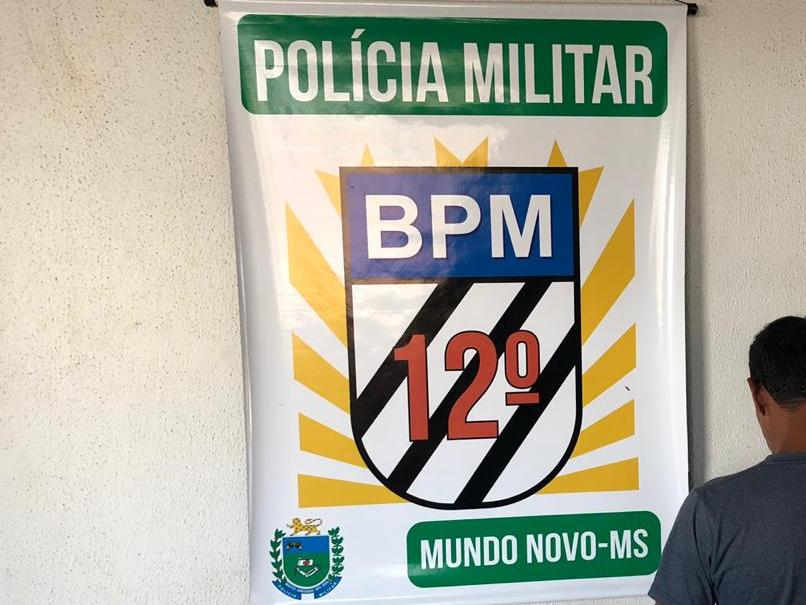 POLÍCIA MILITAR
BPM
12º
MUNDO NOVO-MS